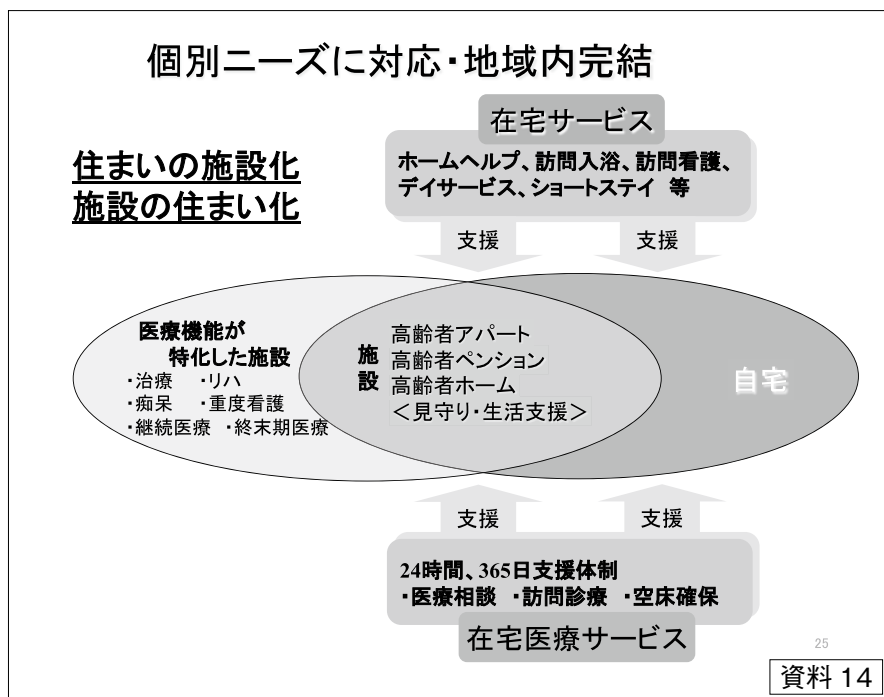 個別ニーズに対応・地域内完結
住まいの施設化
施設の住まい化
在宅サービス
ホームヘルプ、訪問入浴、訪問看護、
デイサービス、ショートステイ 等
支援 支援
医療機能が
特化した施設
・治療 ・リハ
・痴呆 ・重度看護
・継続医療 ・終末期医療
施設
高齢者アパート
高齢者ペンション
高齢者ホーム
＜見守り・生活支援＞
自宅
支援 支援
24時間、365日支援体制
・医療相談 ・訪問診療 ・空床確保
在宅医療サービス
25
資料 14